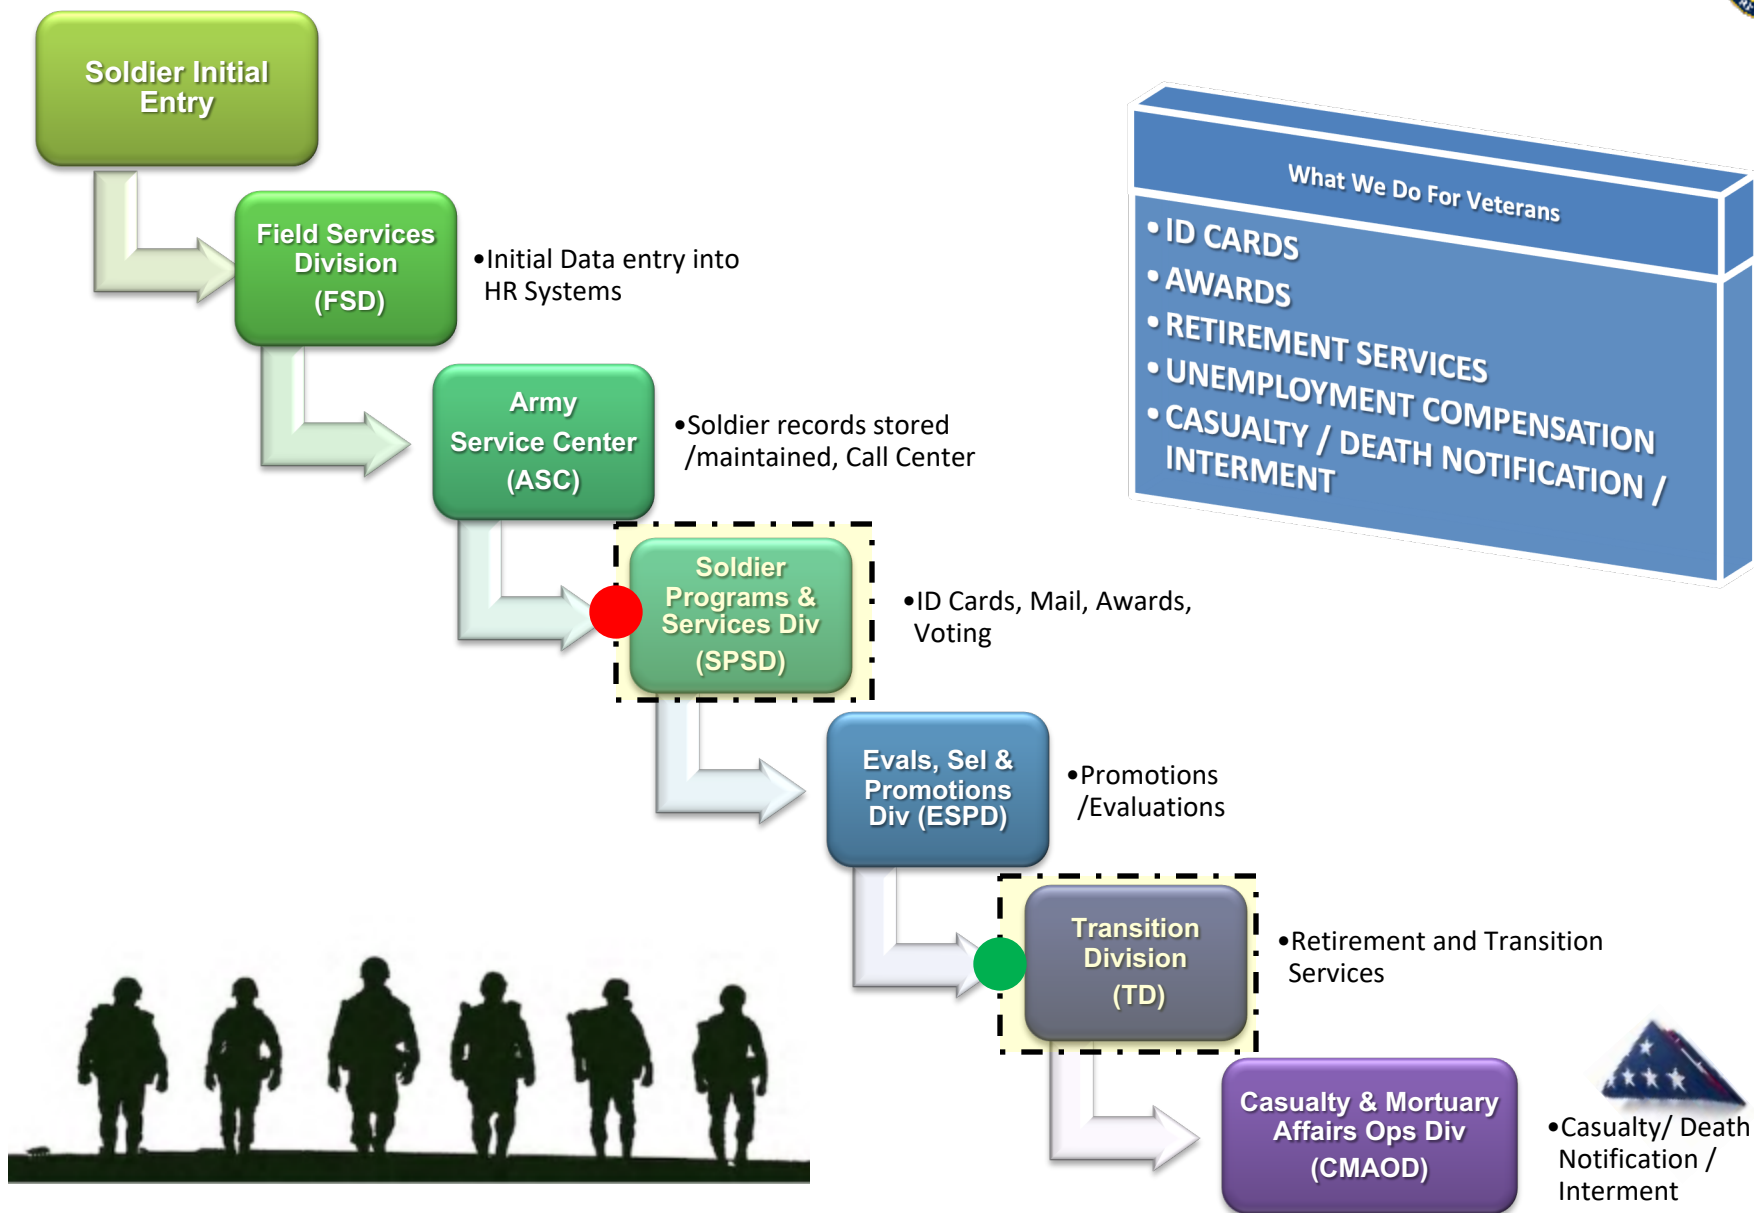 Soldier Initial
Entry
Field Services
Division
(FSD)
•Initial Data entry into
HR Systems
Army
Service Center
(ASC)
•Soldier records stored
/maintained, Call Center
Soldier
Programs &
Services Div
(SPSD)
•ID Cards, Mail, Awards,
Voting
Evals, Sel &
Promotions
Div (ESPD)
•Promotions
/Evaluations
Transition
Division
(TD)
•Retirement and Transition
Services
Casualty & Mortuary
Affairs Ops Div
(CMAOD)
•Casualty/ Death
Notification /
Interment
What We Do For Veterans
• ID CARDS
• AWARDS
• RETIREMENT SERVICES
• UNEMPLOYMENT COMPENSATION
• CASUALTY / DEATH NOTIFICATION /
INTERMENT